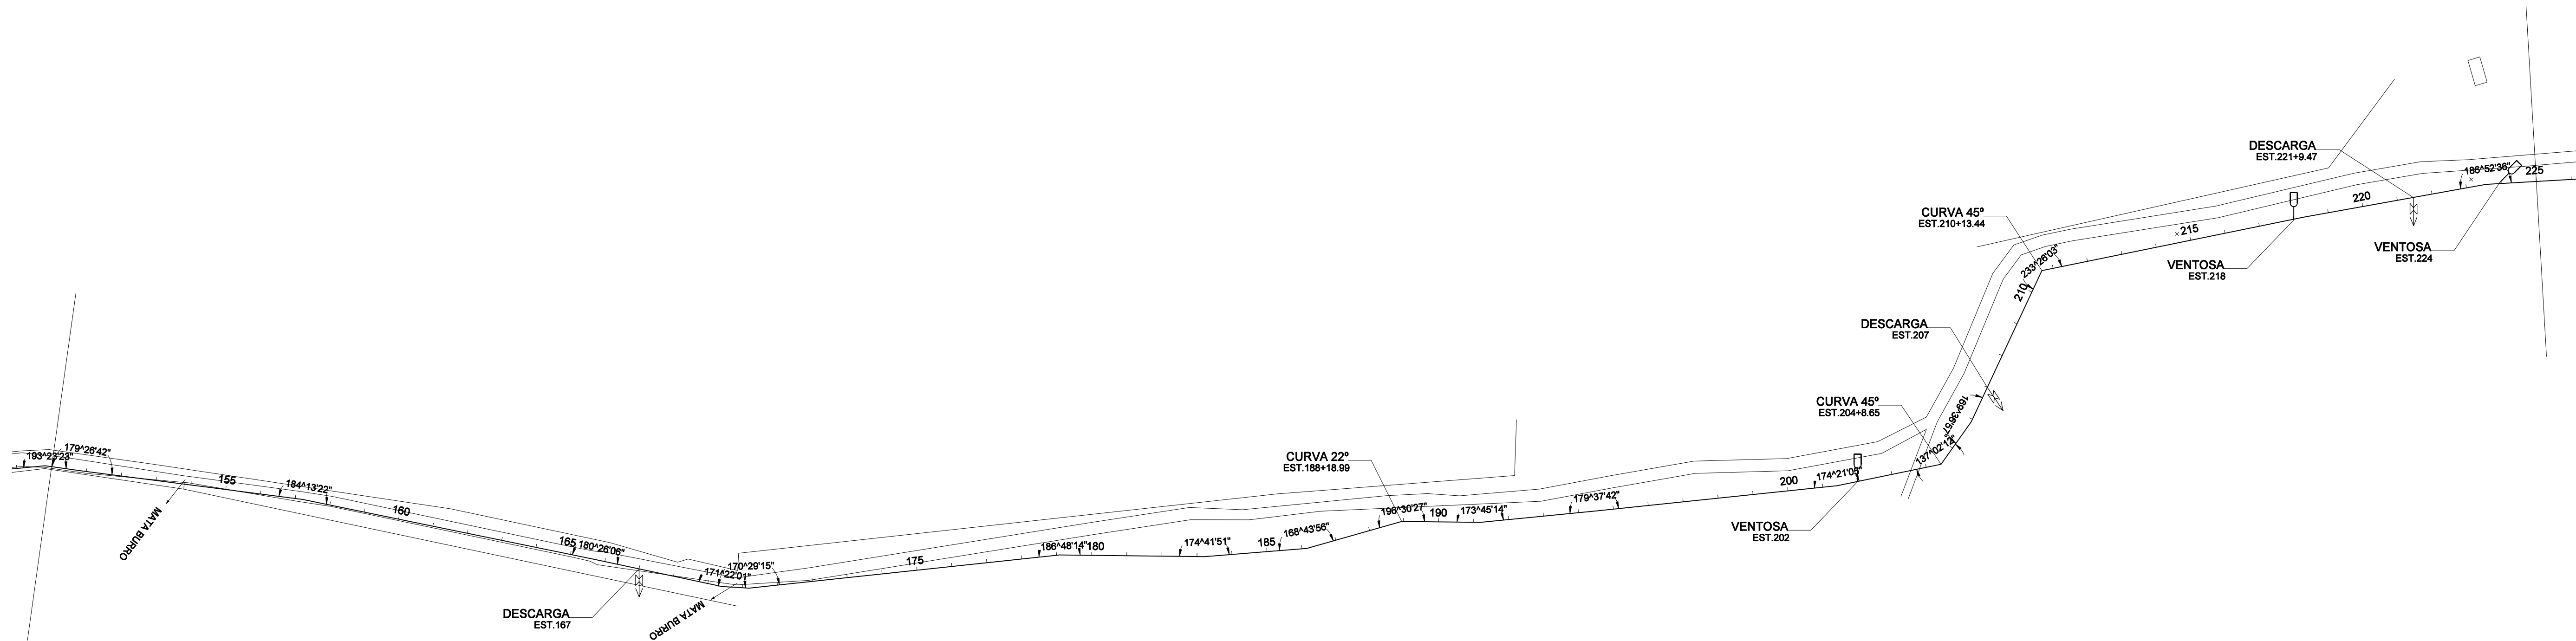 193^23'23"
179^26'42"
155
MATA BURRO
184^13'22"
160
165
180^26'06"
DESCARGA
EST.167
171^22'01"
170^29'15"
MATA BURRO
175
186^48'14"
180
174^41'51"
185
168^43'56"
CURVA 22º
EST.188+18.99
196^30'27"
190
173^45'14"
179^37'42"
200
174^21'05"
VENTOSA
EST.202
CURVA 45º
EST.204+8.65
137^02'12"
169^36'57"
DESCARGA
EST.207
210
CURVA 45º
EST.210+13.44
233^26'03"
215
VENTOSA
EST.218
220
DESCARGA
EST.221+9.47
186^52'36"
VENTOSA
EST.224
225